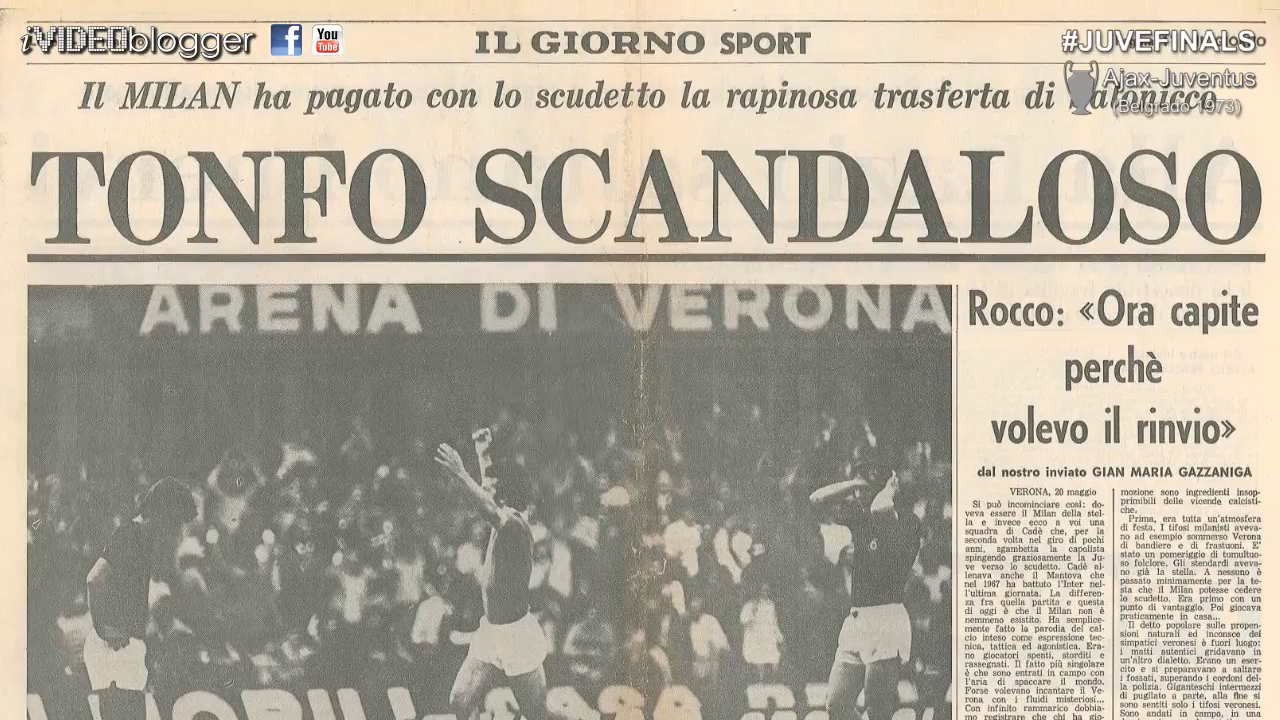 iVIDEOblogger
You
Tube
IL GIORNO SPORT
#JUVEFINALS
Ajax-Juventus
(Belgrado 1973)
Il MILAN ha pagato con lo scudetto la rapinosa trasferta di Salonicco
TONFO SCANDALOSO
ARENA DI VERONA
Rocco: «Ora capite
perchè
volevo il rinvio»
dal nostro inviato GIAN MARIA GAZZANIGA
VERONA, 20 maggio
Si può incominciare così: do-
veva essere il Milan della stel-
la e invece ecco a voi una
squadra di Cadè che, per la
seconda volta nel giro di pochi
anni, sgambetta la capolista
spingendo graziosamente la Ju-
ve verso lo scudetto. Cadè al-
lenava anche il Mantova che
nel 1967 ha battuto l'Inter nel-
l'ultima giornata. La differen-
za fra quella partita e questa
di oggi è che il Milan non è
nemmeno esistito. Ha semplice-
mente fatto la parodia del cal-
cio inteso come espressione tec-
nica, tattica ed agonistica. Era-
no giocatori spenti, storditi e
rassegnati. Il fatto più singolare
è che sono entrati in campo con
l'aria di spaccare il mondo.
Forse volevano incantare il Ve-
rona con i fluidi misteriosi...
Con infinito rammarico dobbia-
mo registrare che chi ha gio-
mozione sono ingredienti insop-
primibili delle vicende calcisti-
che.
Prima, era tutta un'atmosfera
di festa. I tifosi milanisti aveva-
no ad esempio sommerso Verona
di bandiere e di frastuoni. E'
stato un pomeriggio di tumultuo-
so folclore. Gli stendardi aveva-
no già la stella. A nessuno è
passato minimamente per la te-
sta che il Milan potesse cedere
lo scudetto. Era primo con un
punto di vantaggio. Poi giocava
praticamente in casa...
Il detto popolare sulle propen-
sioni naturali ed inconsce dei
simpatici veronesi è fuori luogo:
i matti autentici gridavano in
un'altro dialetto. Erano un eser-
cito e si preparavano a saltare
i fossati, superando i cordoni del-
la polizia. Giganteschi intermezzi
di pugilato a parte, alla fine si
sono sentiti solo i tifosi veronesi.
Sono andati in campo, in una